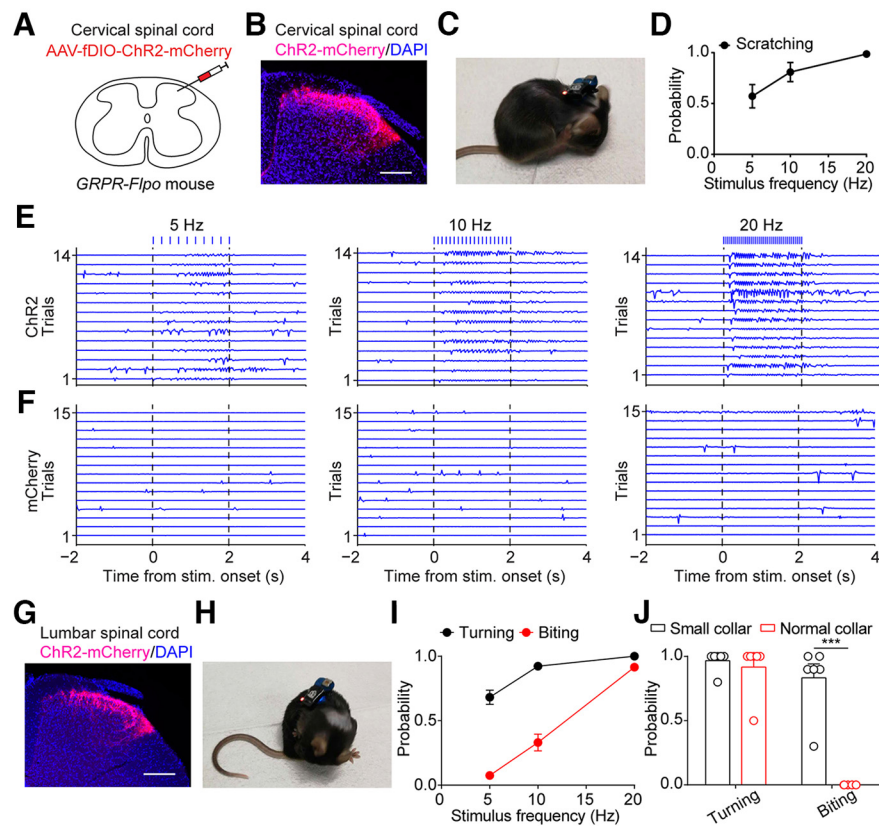 A
Cervical spinal cord
AAV-fDIO-ChR2-mCherry
GRPR-Flpo mouse
B
Cervical spinal cord
ChR2-mCherry/DAPI
C
D
Scratching
Probability
1.0
0.5
0.0
0 5 10 15 20
Stimulus frequency (Hz)
E
5 Hz
10 Hz
20 Hz
ChR2
Trials
14
1
14
1
Trials
14
1
Trials
F
mCherry
Trials
15
1
−2 0 2 4
Time from stim. onset (s)
Trials
15
1
−2 0 2 4
Time from stim. onset (s)
Trials
15
1
−2 0 2 4
Time from stim. onset (s)
G
Lumbar spinal cord
ChR2-mCherry/DAPI
H
I
Turning Biting
Probability
1.0
0.5
0.0
0 5 10 15 20
Stimulus frequency (Hz)
J
Small collar Normal collar
***
Probability
1.0
0.5
0.0
Turning
Biting